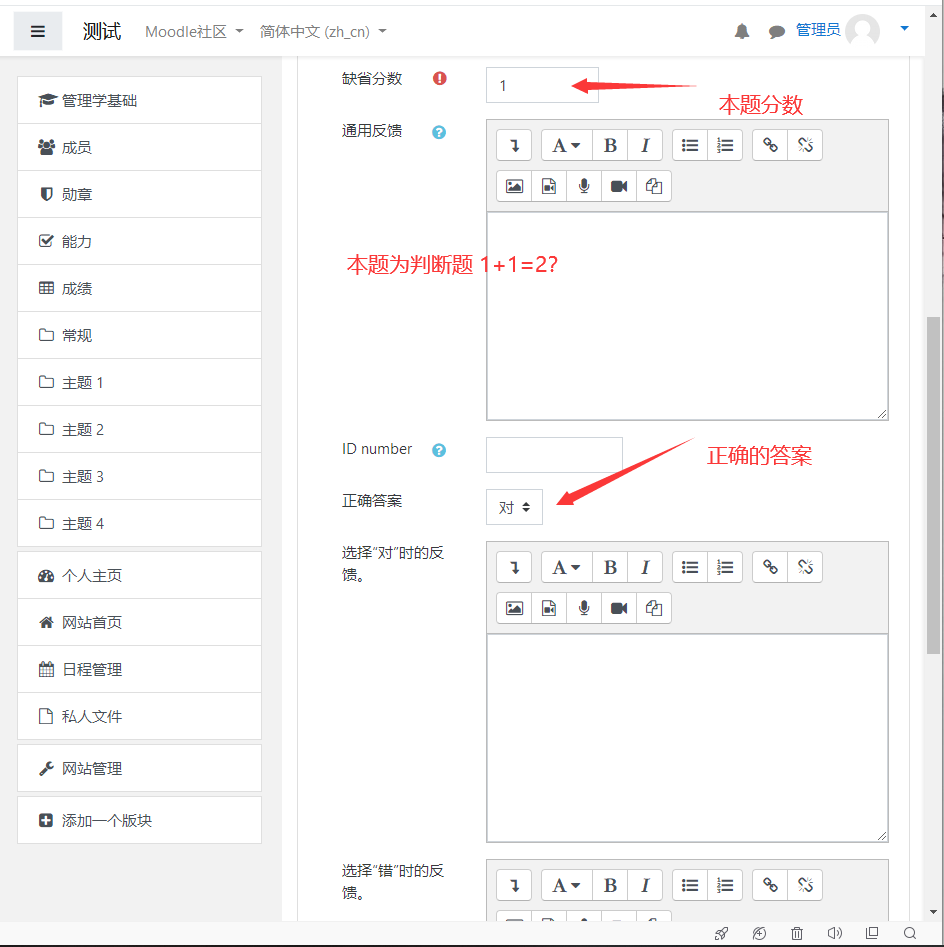 测试 Moodle社区 简体中文 (zh_cn) 管理员
管理学基础
成员
勋章
能力
成绩
常规
主题 1
主题 2
主题 3
主题 4
个人主页
网站首页
日程管理
私人文件
网站管理
添加一个版块
缺省分数 1
本题分数
通用反馈
A B I
本题为判断题 1+1=2?
ID number
正确的答案
正确答案 对
选择“对”时的反
馈。
A B I
选择“错”时的反
馈。
A B I